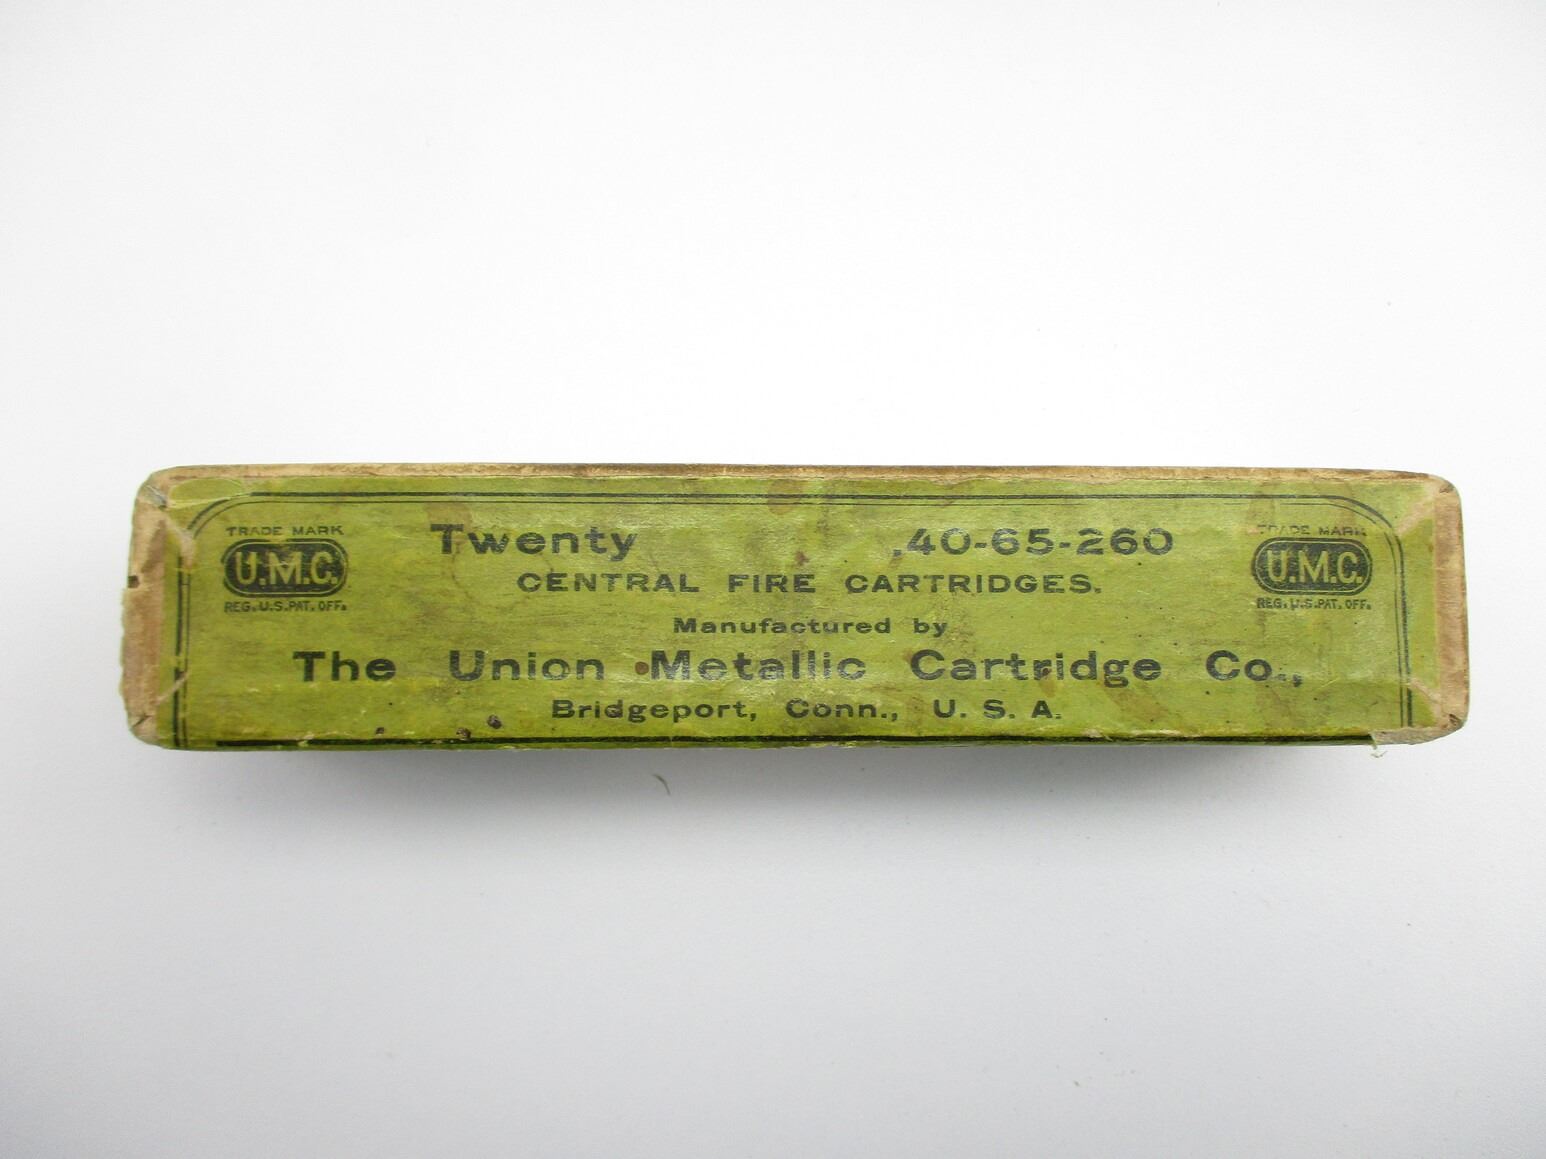 TRADE MARK
U.M.C.
REG. U.S. PAT. OFF.
Twenty .40-65-260
CENTRAL FIRE CARTRIDGES.
Manufactured by
The Union Metallic Cartridge Co.,
Bridgeport, Conn., U. S. A.
TRADE MARK
U.M.C.
REG. U.S. PAT. OFF.